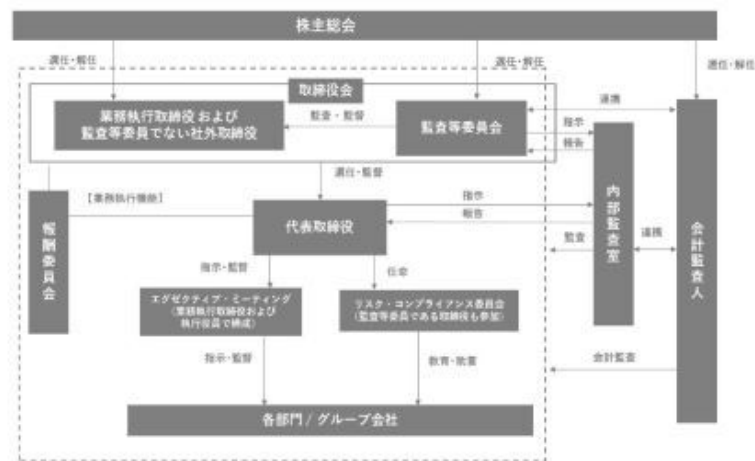 株主総会
選任・解任
選任・解任
選任・解任
取締役会
業務執行取締役 および
監査等委員でない社外取締役
監査・監督
監査等委員会
連携
指示
報告
選任・監督
【業務執行機能】
報酬委員会
代表取締役
指示
報告
内部監査室
監査
連携
会計監査人
指示・監督
任命
エグゼクティブ・ミーティング
(業務執行取締役および
執行役員で構成)
リスク・コンプライアンス委員会
(監査等委員である取締役も参加)
指示・監督
会計監査
各部門 / グループ会社